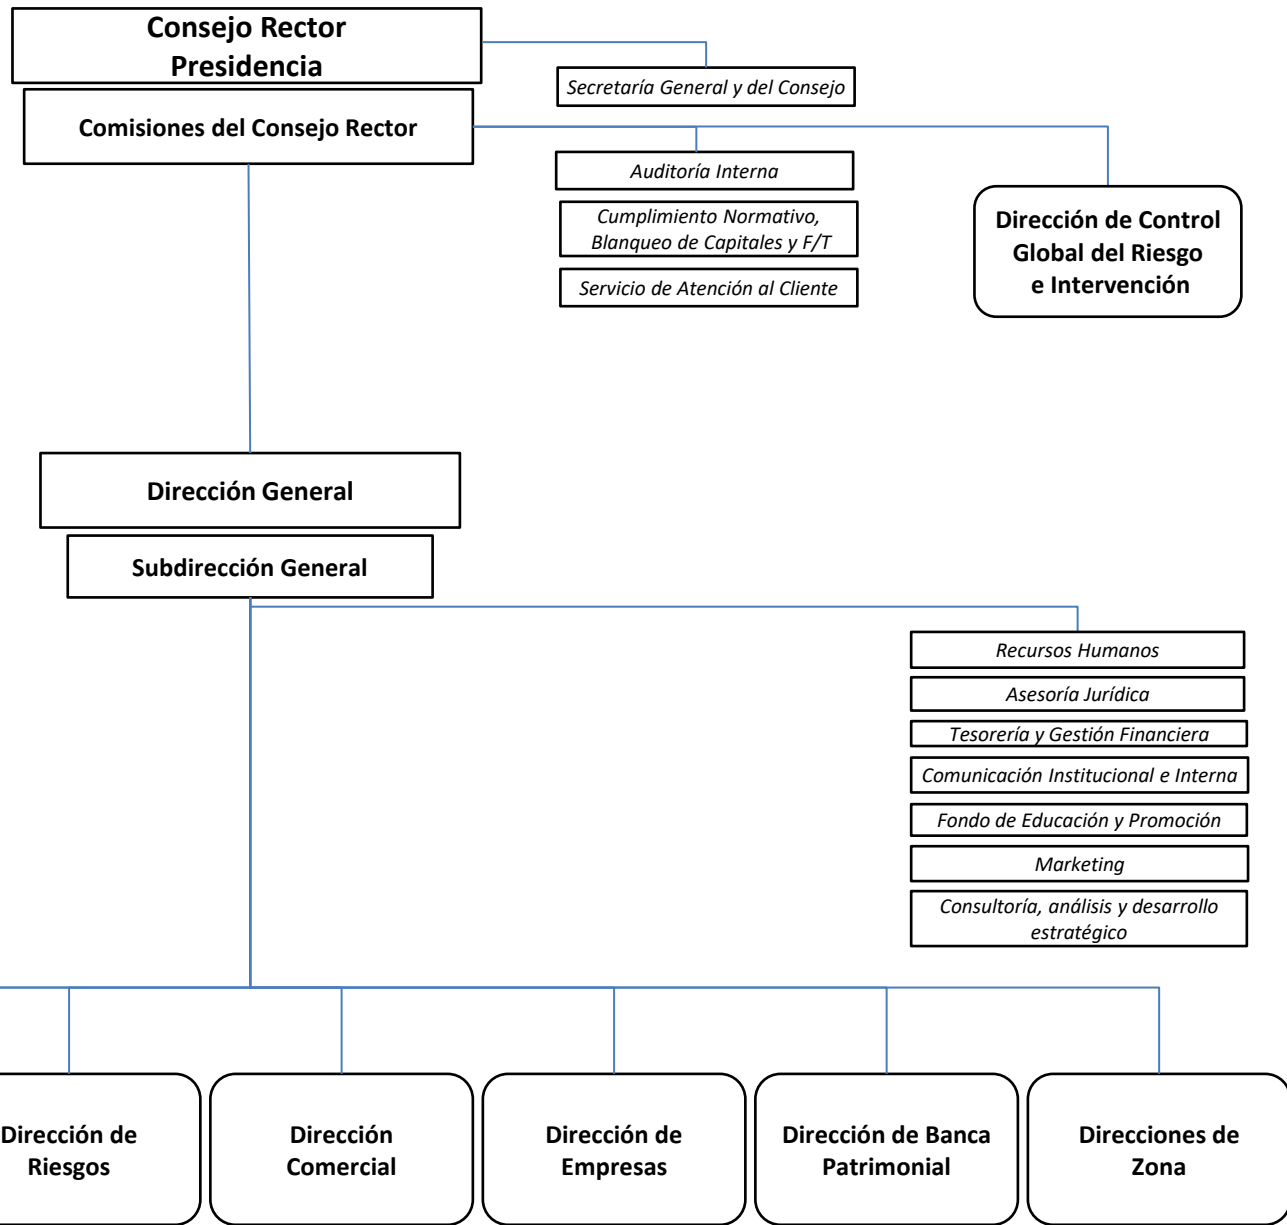 Consejo Rector
Presidencia
Secretaría General y del Consejo
Comisiones del Consejo Rector
Auditoría Interna
Cumplimiento Normativo,
Blanqueo de Capitales y F/T
Servicio de Atención al Cliente
Dirección de Control
Global del Riesgo
e Intervención
Dirección General
Subdirección General
Recursos Humanos
Asesoría Jurídica
Tesorería y Gestión Financiera
Comunicación Institucional e Interna
Fondo de Educación y Promoción
Marketing
Consultoría, análisis y desarrollo
estratégico
Dirección de
Riesgos
Dirección
Comercial
Dirección de
Empresas
Dirección de Banca
Patrimonial
Direcciones de
Zona